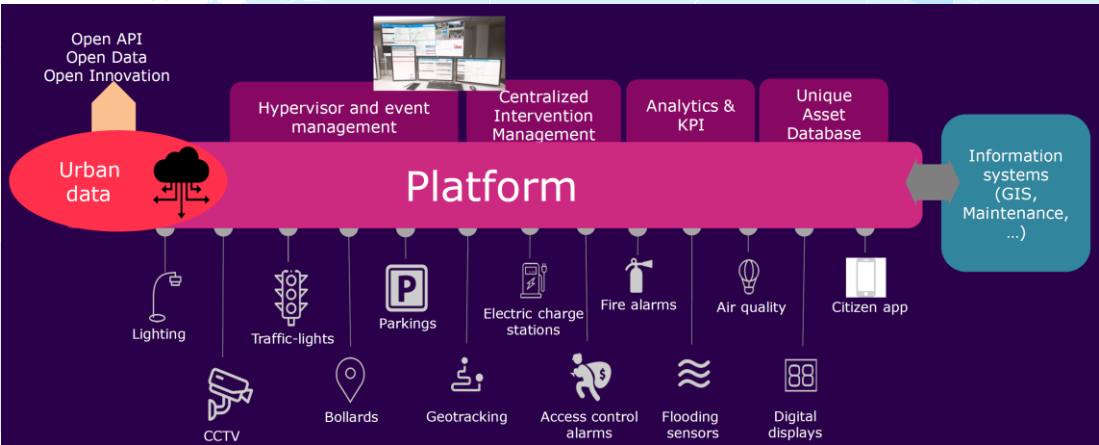 Open API
Open Data
Open Innovation
Hypervisor and event
management
Centralized
Intervention
Management
Analytics &
KPI
Unique
Asset
Database
Urban
data
Platform
Information
systems
(GIS,
Maintenance,
...)
Lighting
Traffic-lights
P
Parkings
Electric charge
stations
Fire alarms
Air quality
Citizen app
CCTV
Bollards
Geotracking
$
Access control
alarms
Flooding
sensors
88
Digital
displays